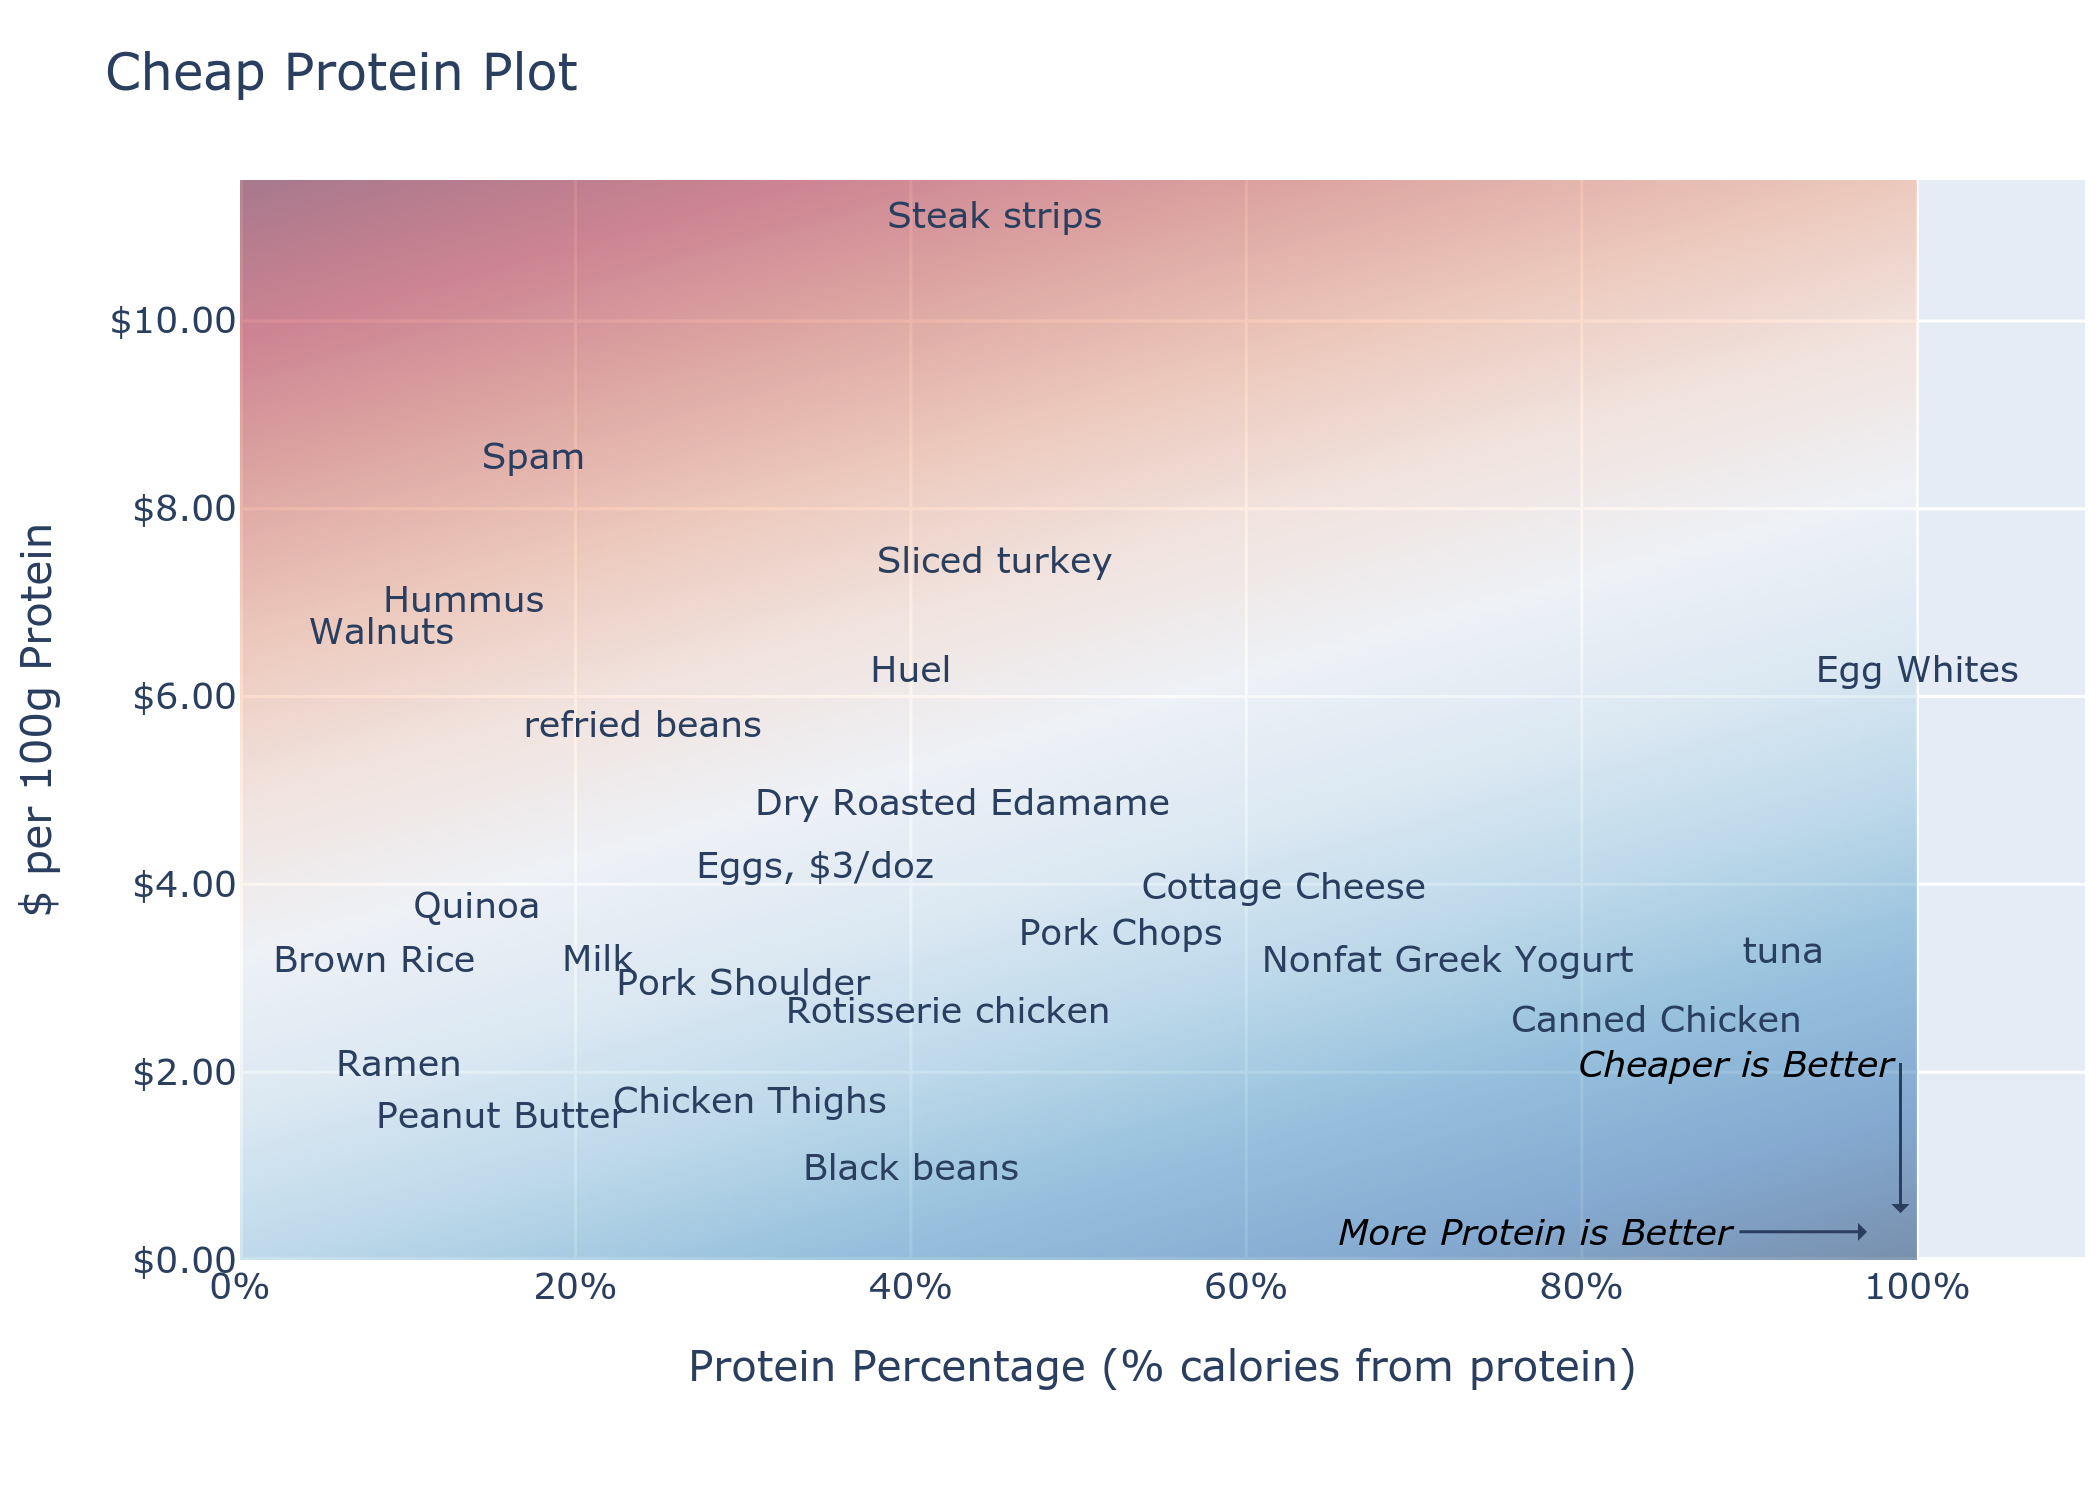 Cheap Protein Plot
Steak strips
$10.00
Spam
$8.00
Sliced turkey
Hummus
Walnuts
Huel
Egg Whites
$6.00
refried beans
Dry Roasted Edamame
Eggs, $3/doz
$4.00
Cottage Cheese
Quinoa
Pork Chops
tuna
Brown Rice
Milk
Nonfat Greek Yogurt
Pork Shoulder
Rotisserie chicken
Canned Chicken
Ramen
Cheaper is Better
$2.00
Chicken Thighs
Peanut Butter
Black beans
More Protein is Better
$0.00
0%
20%
40%
60%
80%
100%
$ per 100g Protein
Protein Percentage (% calories from protein)